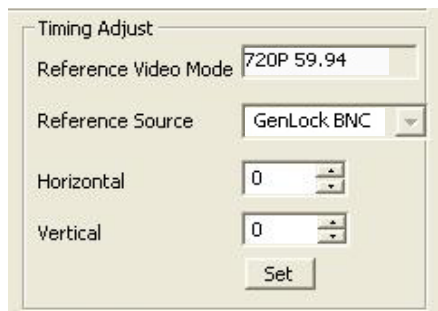 Timing Adjust
Reference Video Mode 720P 59.94
Reference Source GenLock BNC
Horizontal 0
Vertical 0
Set